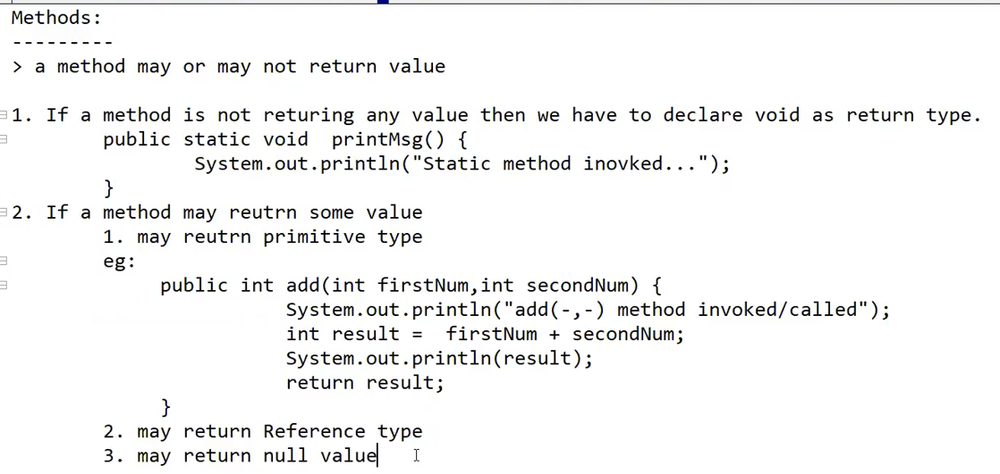 Methods:
---------
> a method may or may not return value
1. If a method is not returing any value then we have to declare void as return type.
public static void  printMsg() {
System.out.println("Static method inovked...");
}
2. If a method may reutrn some value
1. may reutrn primitive type
eg:
public int add(int firstNum,int secondNum) {
System.out.println("add(-,-) method invoked/called");
int result =  firstNum + secondNum;
System.out.println(result);
return result;
}
2. may return Reference type
3. may return null value